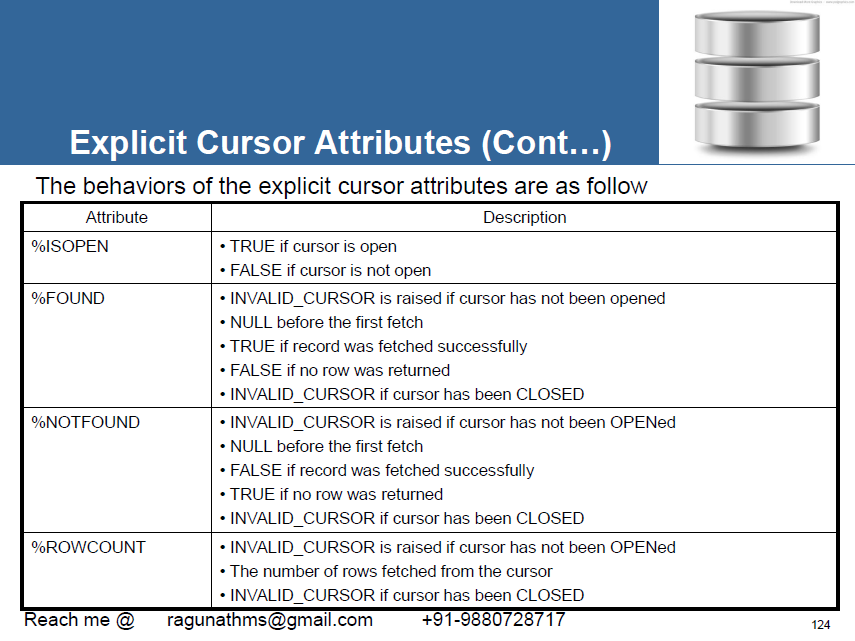 Explicit Cursor Attributes (Cont…)
The behaviors of the explicit cursor attributes are as follow
Attribute Description
%ISOPEN
• TRUE if cursor is open
• FALSE if cursor is not open
%FOUND
• INVALID_CURSOR is raised if cursor has not been opened
• NULL before the first fetch
• TRUE if record was fetched successfully
• FALSE if no row was returned
• INVALID_CURSOR if cursor has been CLOSED
%NOTFOUND
• INVALID_CURSOR is raised if cursor has not been OPENed
• NULL before the first fetch
• FALSE if record was fetched successfully
• TRUE if no row was returned
• INVALID_CURSOR if cursor has been CLOSED
%ROWCOUNT
• INVALID_CURSOR is raised if cursor has not been OPENed
• The number of rows fetched from the cursor
• INVALID_CURSOR if cursor has been CLOSED
Reach me @ ragunathms@gmail.com +91-9880728717
124